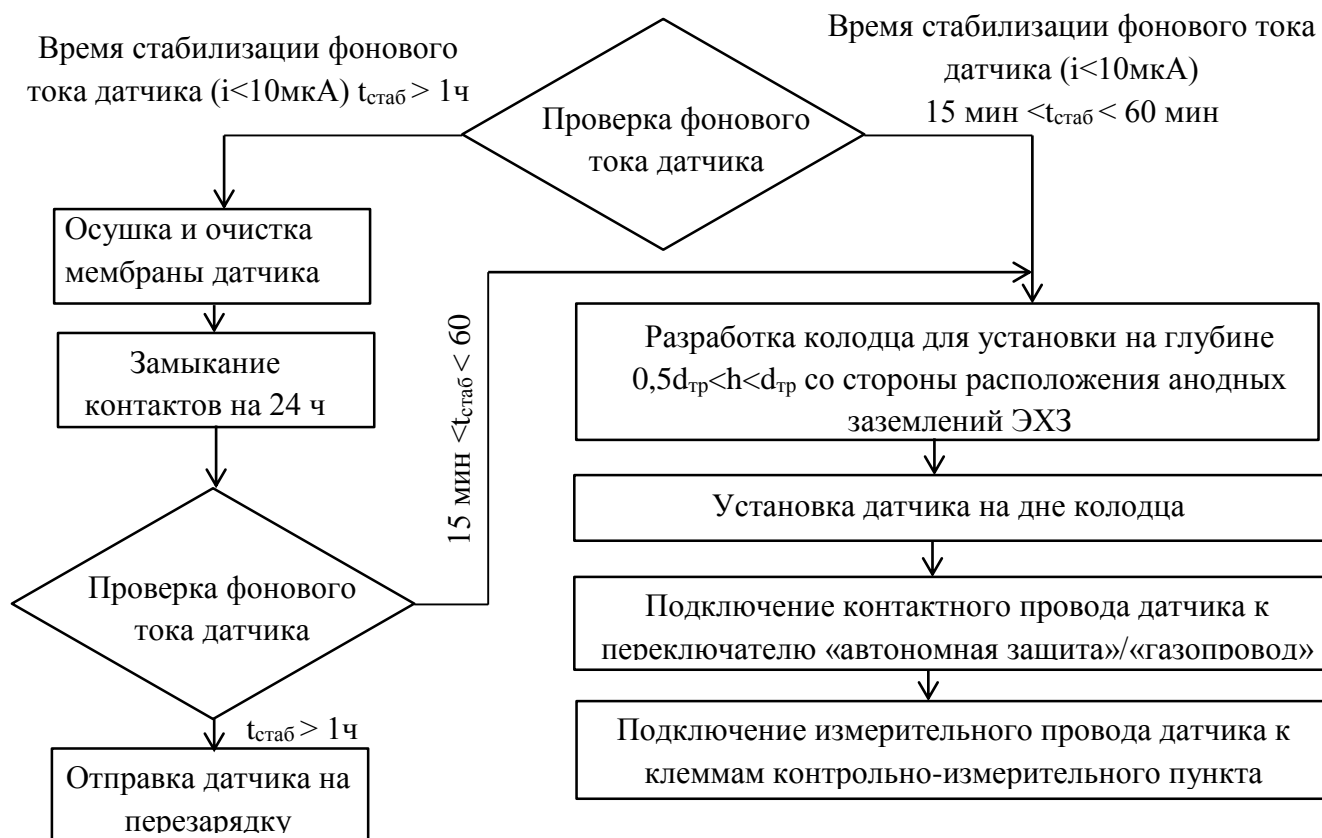 Время стабилизации фонового
тока датчика (i<10мкА) tстаб > 1ч
Время стабилизации фонового тока
датчика (i<10мкА)
15 мин <tстаб < 60 мин
Проверка фонового
тока датчика
Осушка и очистка
мембраны датчика
Замыкание
контактов на 24 ч
15 мин <tстаб < 60
Проверка фонового
тока датчика
tстаб > 1ч
Отправка датчика на
перезарядку
Разработка колодца для установки на глубине
0,5dтр<h<dтр со стороны расположения анодных
заземлений ЭХЗ
Установка датчика на дне колодца
Подключение контактного провода датчика к
переключателю «автономная защита»/«газопровод»
Подключение измерительного провода датчика к
клеммам контрольно-измерительного пункта